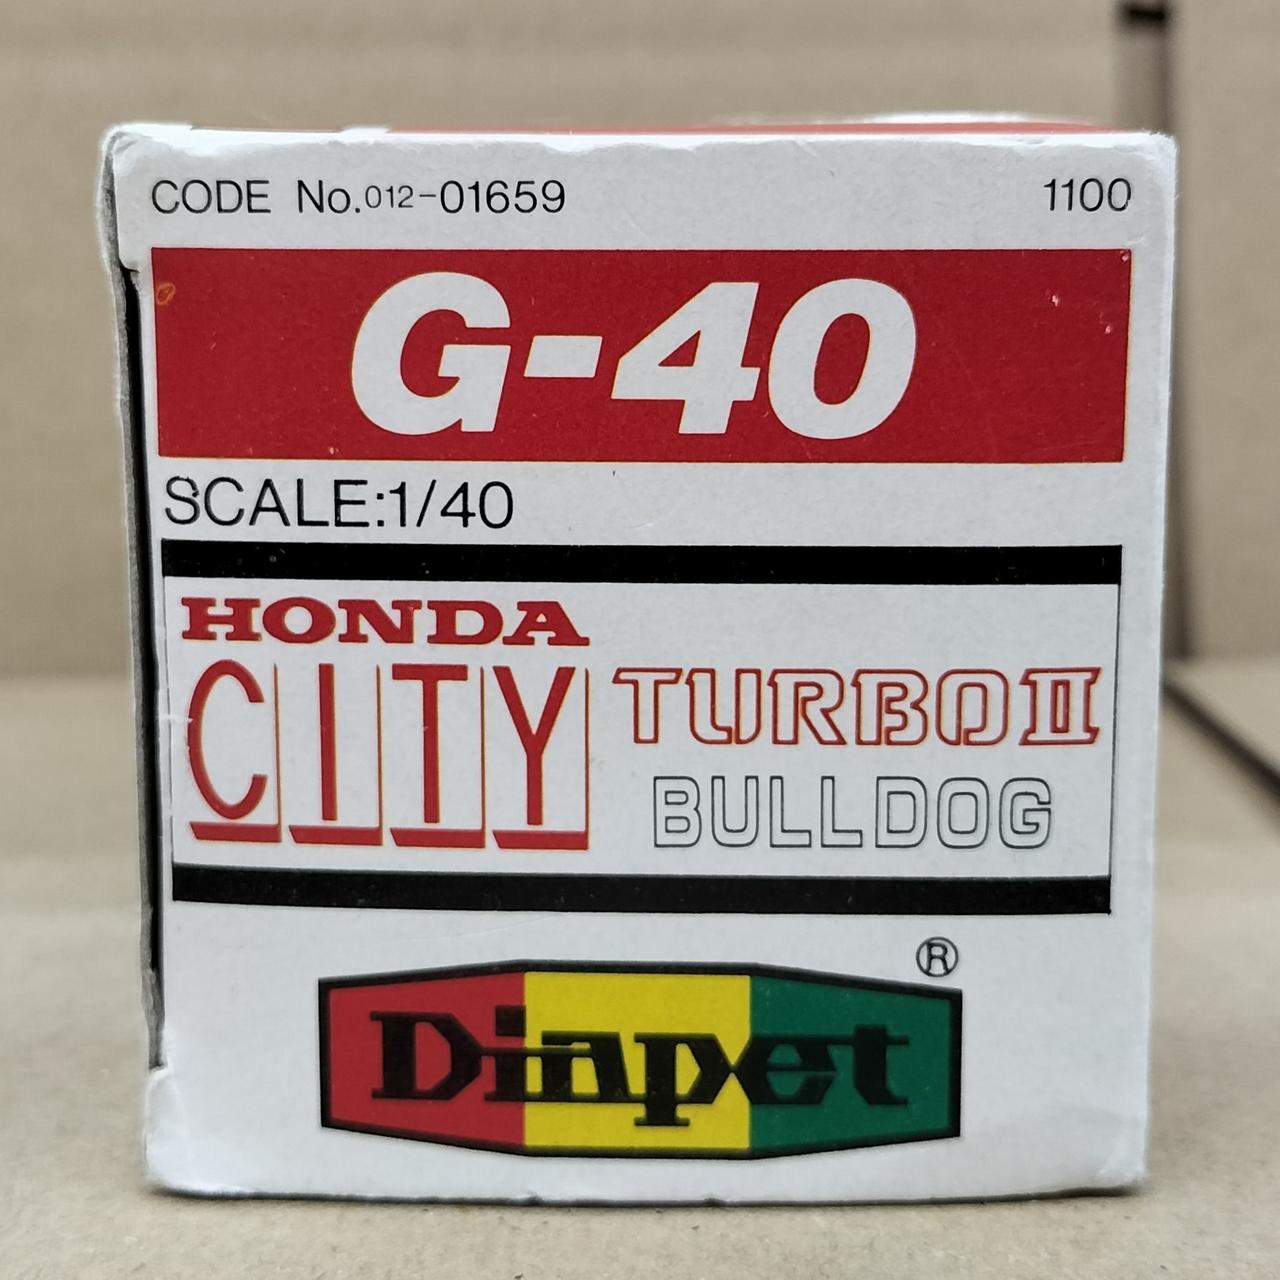 CODE No.012-01659 1100
G-40
SCALE:1/40
HONDA
CITY TURBO II
BULLDOG
®
Diapet